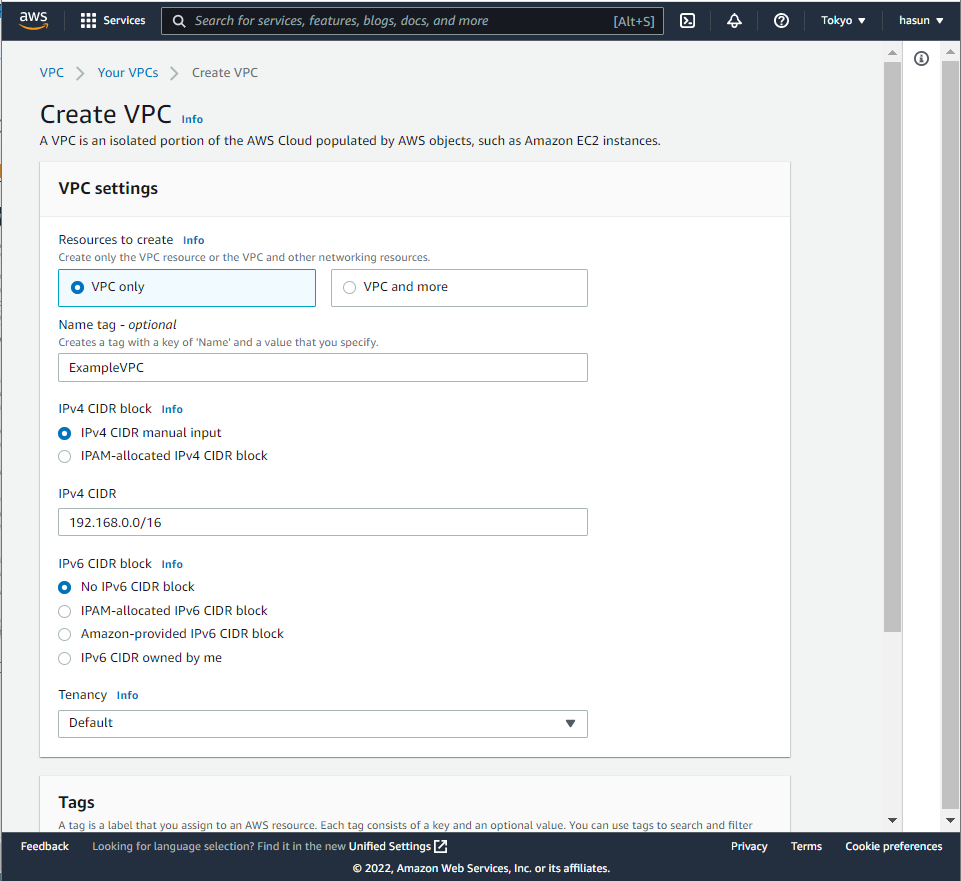 aws Services Search for services, features, blogs, docs, and more [Alt+S] Tokyo hasun
VPC Your VPCs Create VPC
Create VPC Info
A VPC is an isolated portion of the AWS Cloud populated by AWS objects, such as Amazon EC2 instances.
VPC settings
Resources to create Info
Create only the VPC resource or the VPC and other networking resources.
VPC only VPC and more
Name tag - optional
Creates a tag with a key of 'Name' and a value that you specify.
ExampleVPC
IPv4 CIDR block Info
IPv4 CIDR manual input
IPAM-allocated IPv4 CIDR block
IPv4 CIDR
192.168.0.0/16
IPv6 CIDR block Info
No IPv6 CIDR block
IPAM-allocated IPv6 CIDR block
Amazon-provided IPv6 CIDR block
IPv6 CIDR owned by me
Tenancy Info
Default
Tags
A tag is a label that you assign to an AWS resource. Each tag consists of a key and an optional value. You can use tags to search and filter
Feedback Looking for language selection? Find it in the new Unified Settings Privacy Terms Cookie preferences
© 2022, Amazon Web Services, Inc. or its affiliates.